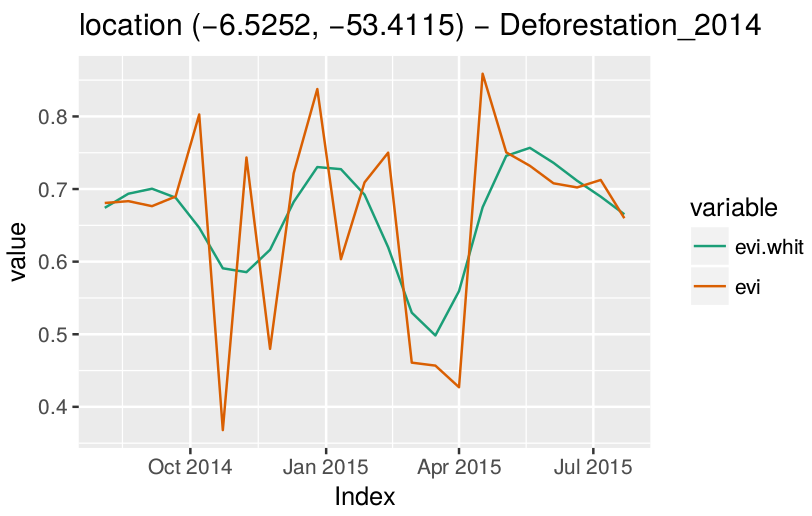 location (−6.5252, −53.4115) − Deforestation_2014
value
0.8
0.7
0.6
0.5
0.4
Oct 2014 Jan 2015 Apr 2015 Jul 2015
Index
variable
evi.whit
evi